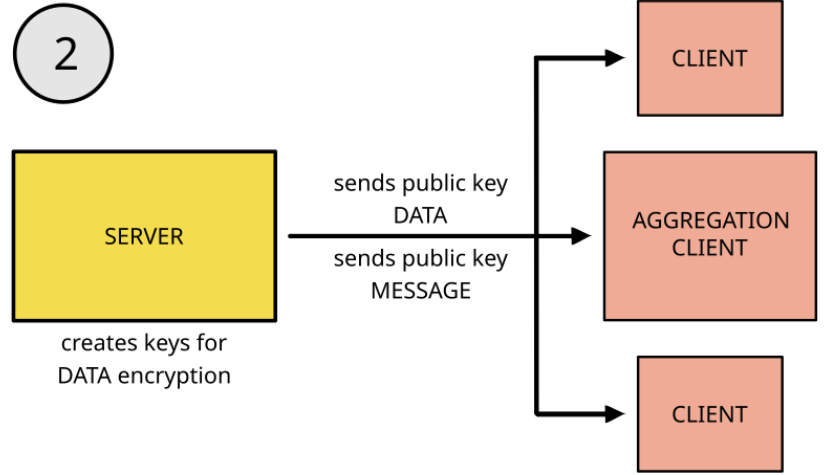 2
SERVER
creates keys for
DATA encryption
sends public key
DATA
sends public key
MESSAGE
CLIENT
AGGREGATION
CLIENT
CLIENT